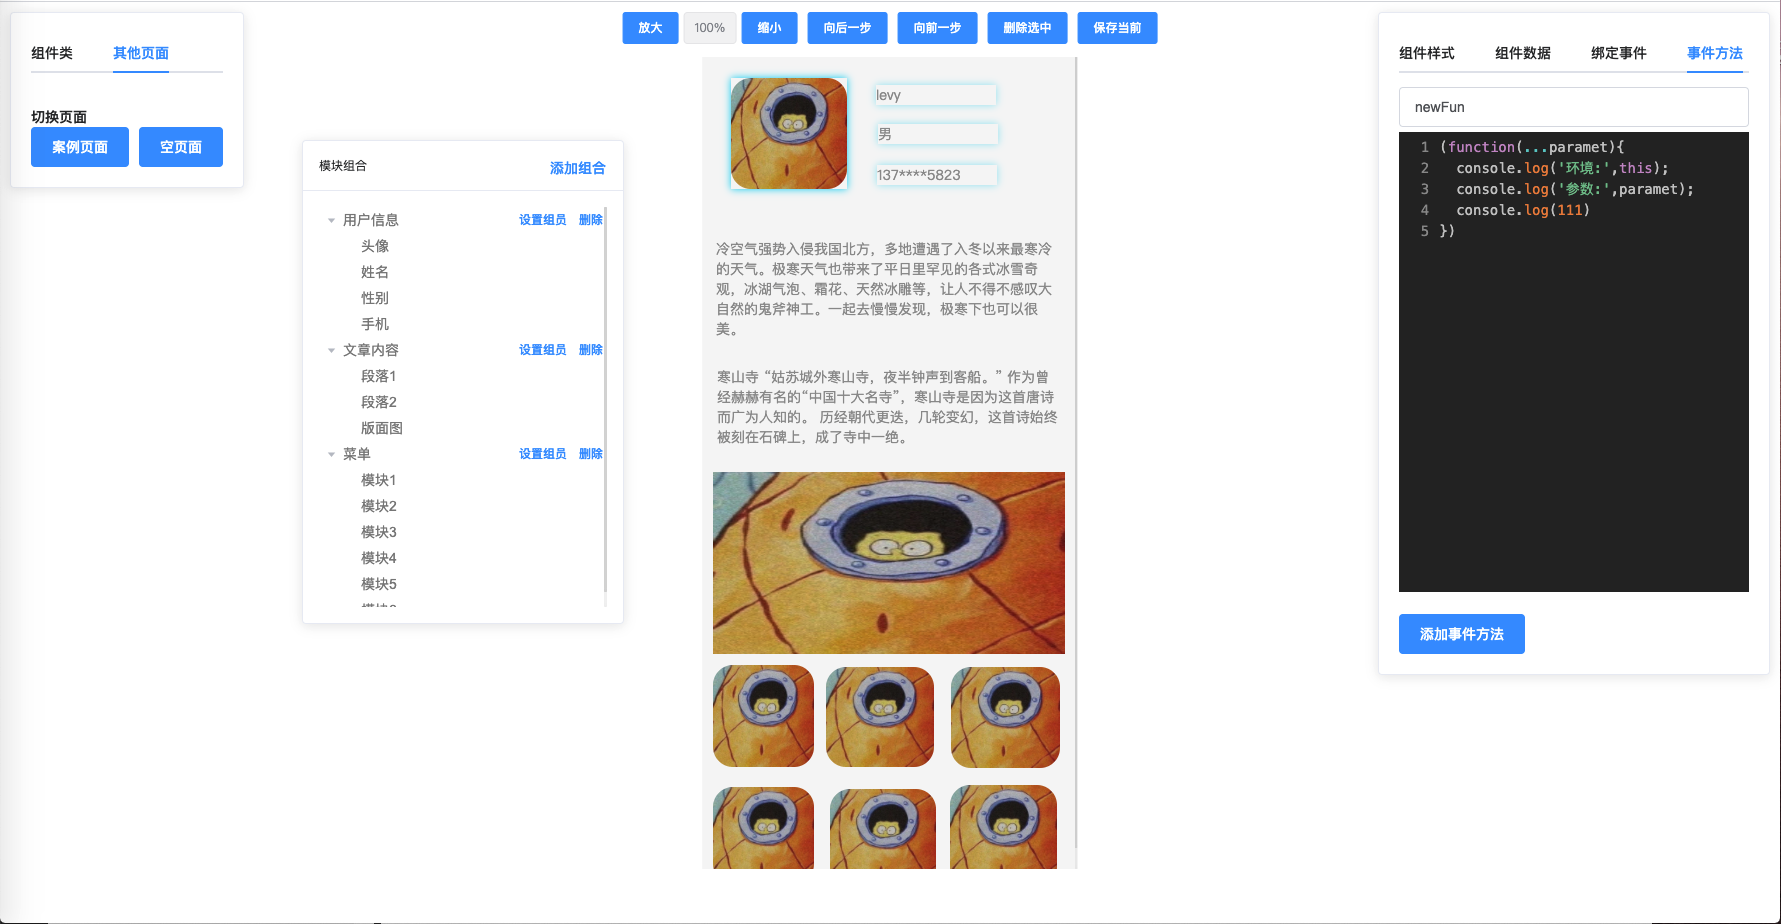 组件类 其他页面
切换页面
案例页面 空页面
模块组合 添加组合
用户信息 设置组员 删除
头像
姓名
性别
手机
文章内容 设置组员 删除
段落1
段落2
版面图
菜单 设置组员 删除
模块1
模块2
模块3
模块4
模块5
放大 100% 缩小 向后一步 向前一步 删除选中 保存当前
levy
男
137****5823
冷空气强势入侵我国北方，多地遭遇了入冬以来最寒冷
的天气。极寒天气也带来了平日里罕见的各式冰雪奇
观，冰湖气泡、霜花、天然冰雕等，让人不得不感叹大
自然的鬼斧神工。一起去慢慢发现，极寒下也可以很
美。
寒山寺 “姑苏城外寒山寺，夜半钟声到客船。” 作为曾
经赫赫有名的“中国十大名寺”，寒山寺是因为这首唐诗
而广为人知的。 历经朝代更迭，几轮变幻，这首诗始终
被刻在石碑上，成了寺中一绝。
组件样式 组件数据 绑定事件 事件方法
newFun
1 (function(...paramet){
2 console.log('环境:',this);
3 console.log('参数:',paramet);
4 console.log(111)
5 })
添加事件方法